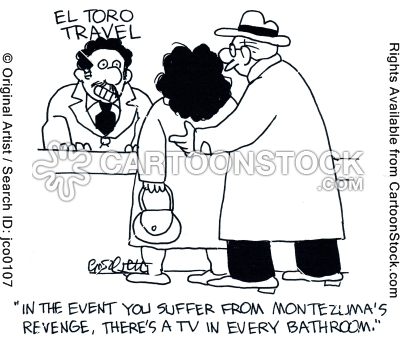 EL TORO
TRAVEL
© Original Artist / Search ID: jco0107
Rights Available from CartoonStock.com
CARTOONSTOCK
.COM
"IN THE EVENT YOU SUFFER FROM MONTEZUMA'S
REVENGE, THERE'S A TV IN EVERY BATHROOM."